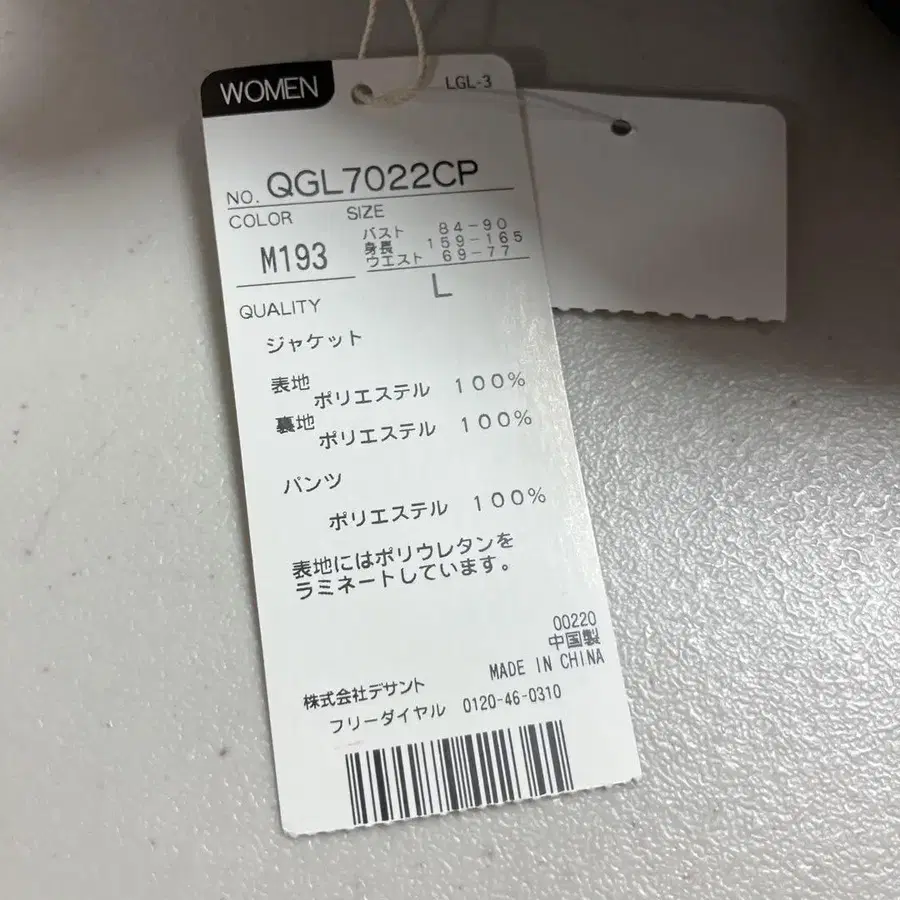 WOMEN
LGL-3
NO. QGL7022CP
COLOR
SIZE
M193
バスト 84-90
身長 159-165
ウエスト 69-77
L
QUALITY
ジャケット
表地
ポリエステル 100%
裏地
ポリエステル 100%
パンツ
ポリエステル 100%
表地にはポリウレタンを
ラミネートしています。
00220
中国製
MADE IN CHINA
株式会社デサント
フリーダイヤル 0120-46-0310